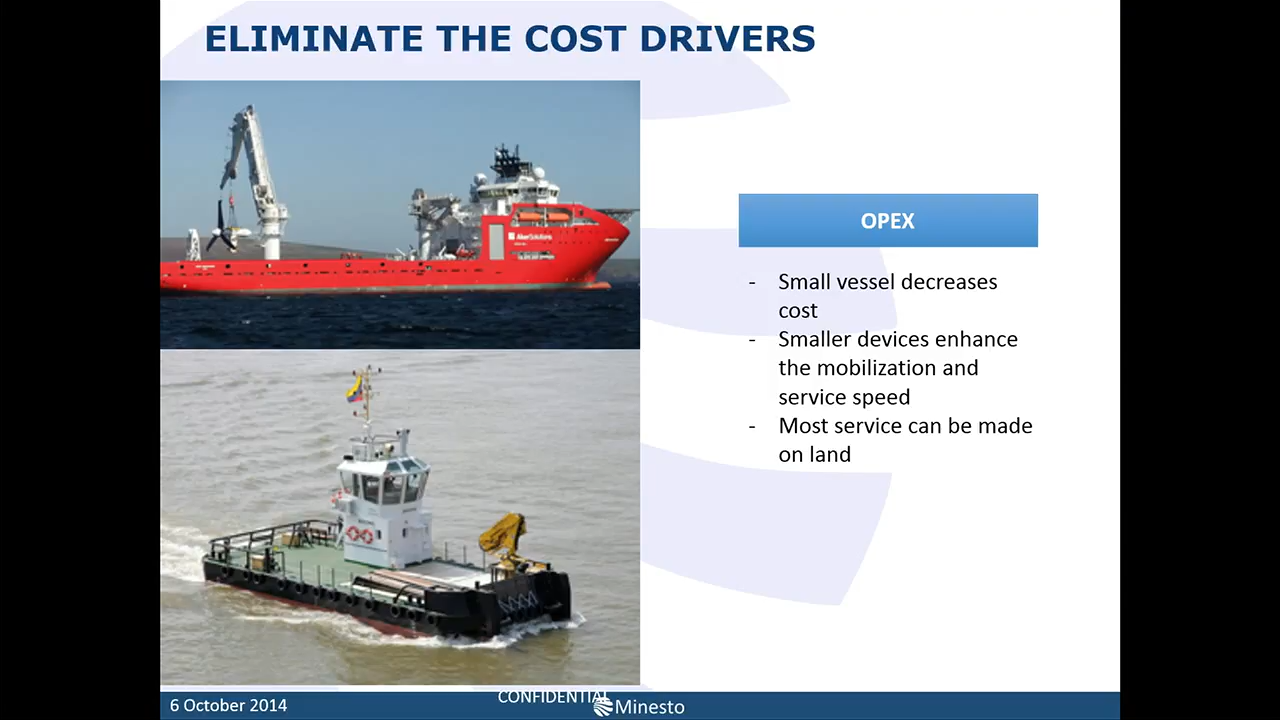 ELIMINATE THE COST DRIVERS
AkerSolutions
OPEX
- Small vessel decreases
cost
- Smaller devices enhance
the mobilization and
service speed
- Most service can be made
on land
6 October 2014
CONFIDENTIAL
Minesto